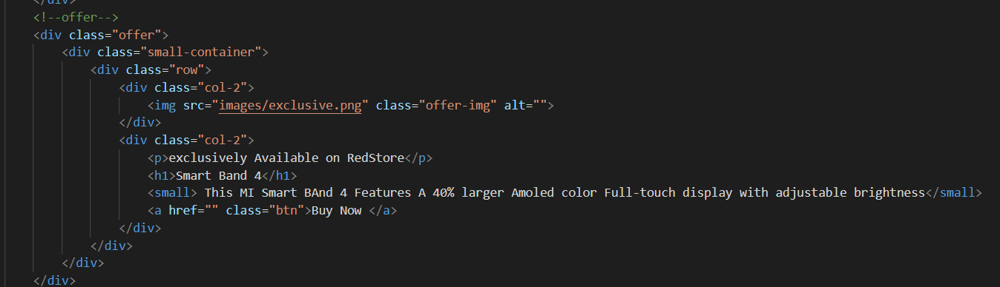 </div>
<!--offer-->
<div class="offer">
<div class="small-container">
<div class="row">
<div class="col-2">
<img src="images/exclusive.png" class="offer-img" alt="">
</div>
<div class="col-2">
<p>exclusively Available on RedStore</p>
<h1>Smart Band 4</h1>
<small> This MI Smart BAnd 4 Features A 40% larger Amoled color Full-touch display with adjustable brightness</small>
<a href="" class="btn">Buy Now </a>
</div>
</div>
</div>
</div>